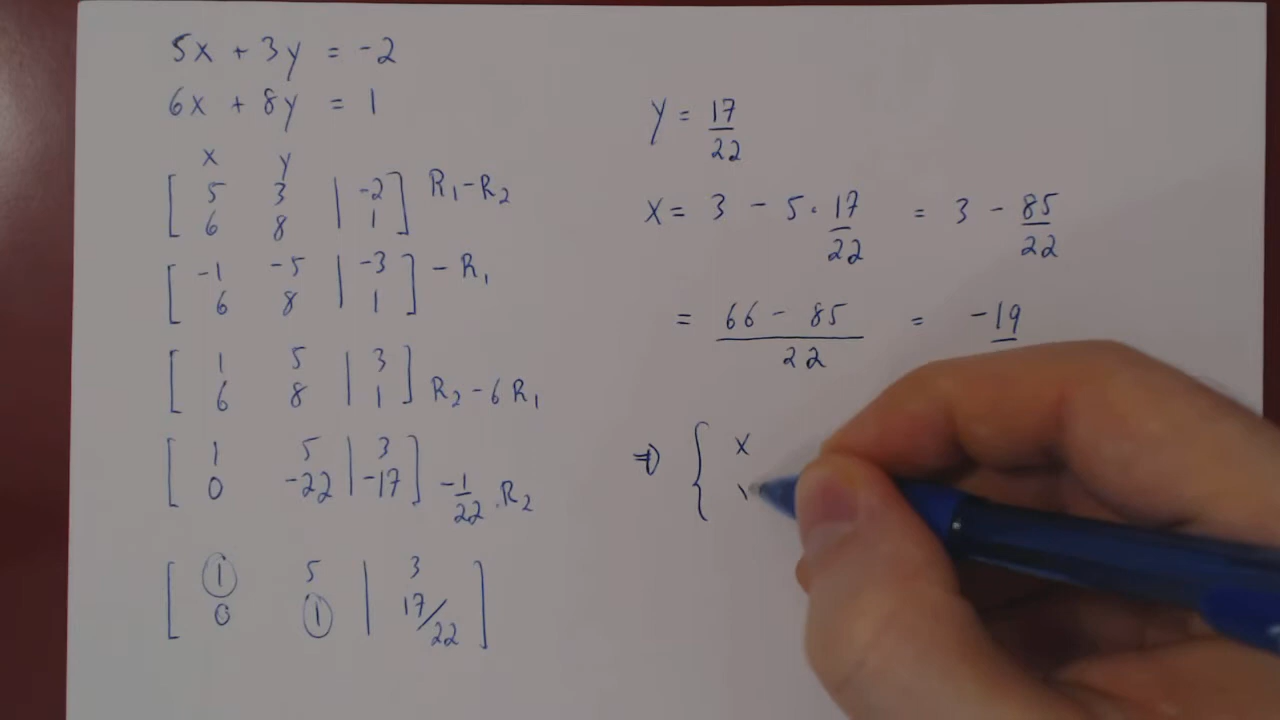 5x + 3y = -2
6x + 8y = 1
x y
[ 5 3 | -2 ] R₁-R₂
[ 6 8 | 1 ]
[ -1 -5 | -3 ] - R₁
[ 6 8 | 1 ]
[ 1 5 | 3 ]
[ 6 8 | 1 ] R₂ - 6 R₁
[ 1 5 | 3 ]
[ 0 -22 | -17 ] -1/22 . R₂
[ 1 5 | 3 ]
[ 0 1 | 17/22 ]
y = 17/22
x = 3 - 5 · 17/22 = 3 - 85/22
= 66 - 85/22 = -19
⇒ { x